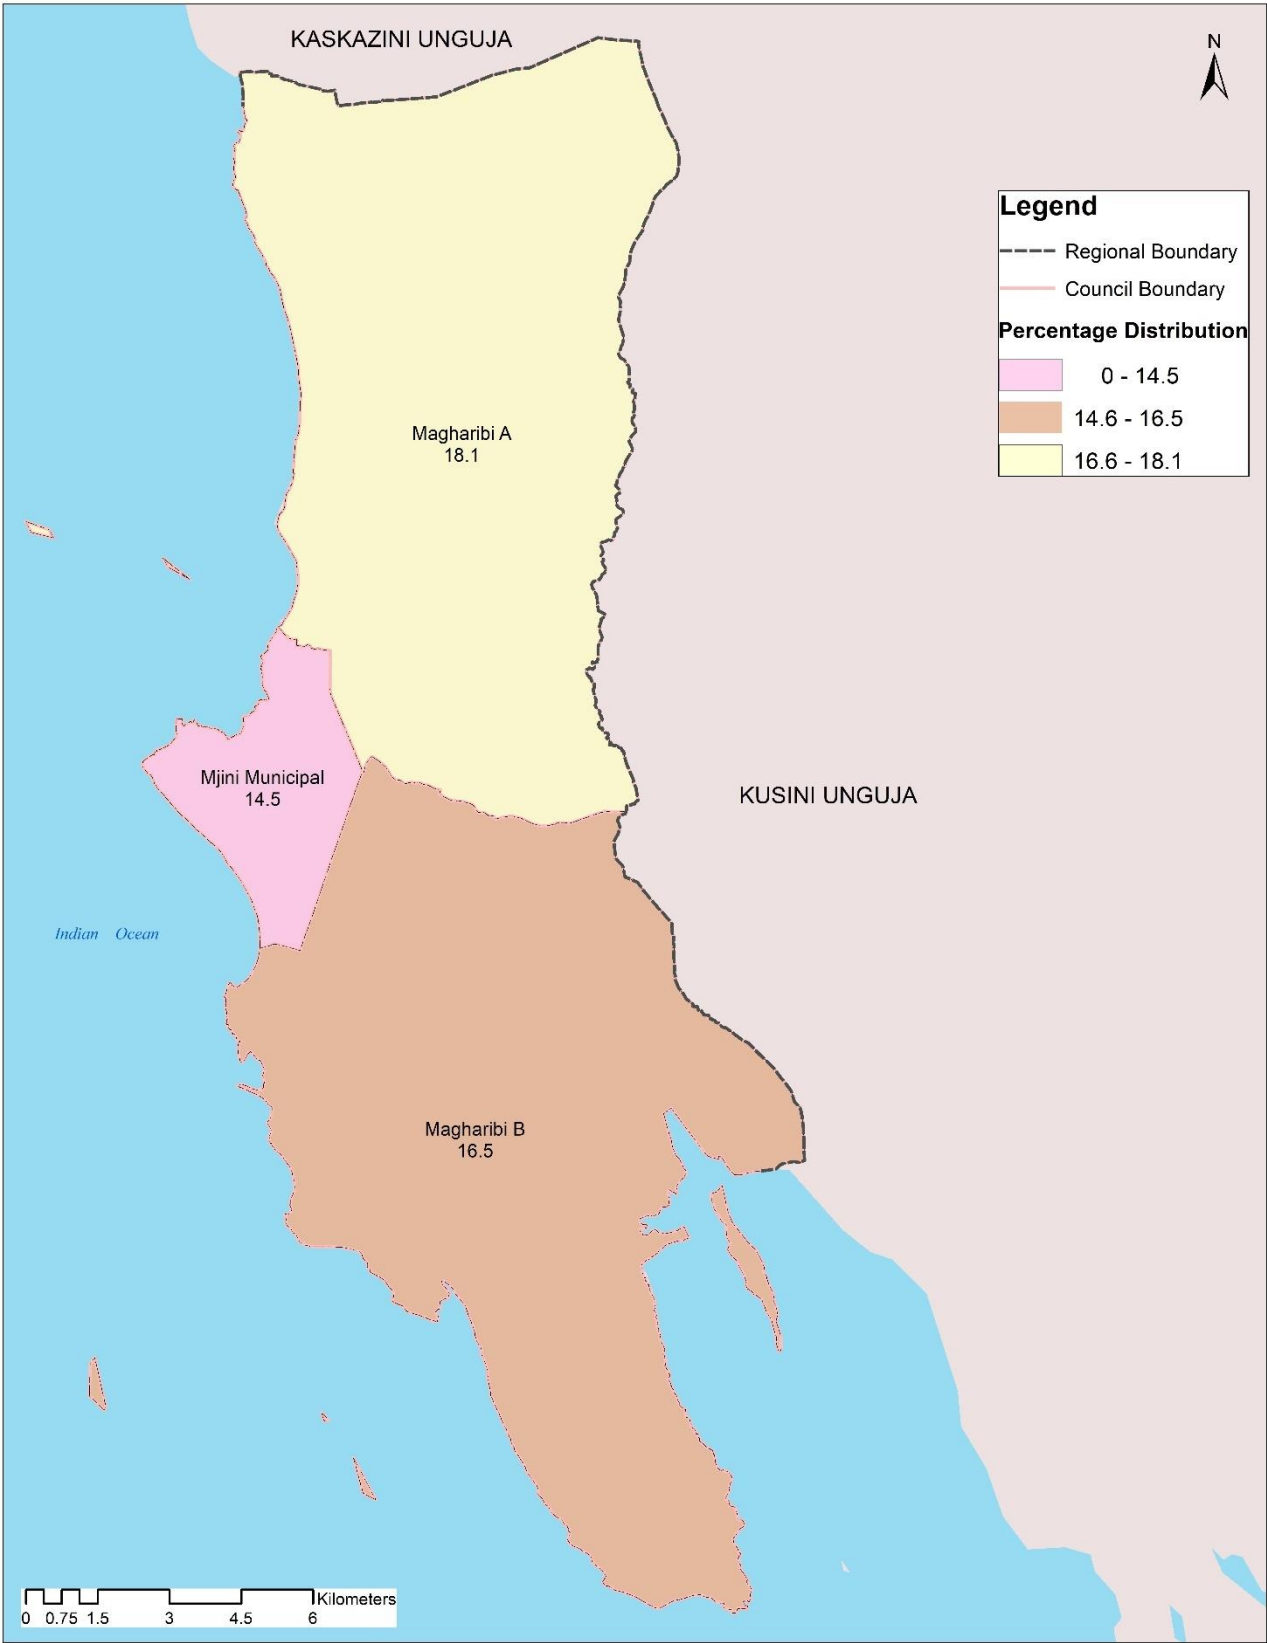 KASKAZINI UNGUJA
N
Legend
Regional Boundary
Council Boundary
Percentage Distribution
0 - 14.5
14.6 - 16.5
16.6 - 18.1
Magharibi A
18.1
Mjini Municipal
14.5
KUSINI UNGUJA
Indian Ocean
Magharibi B
16.5
Kilometers
0 0.75 1.5 3 4.5 6